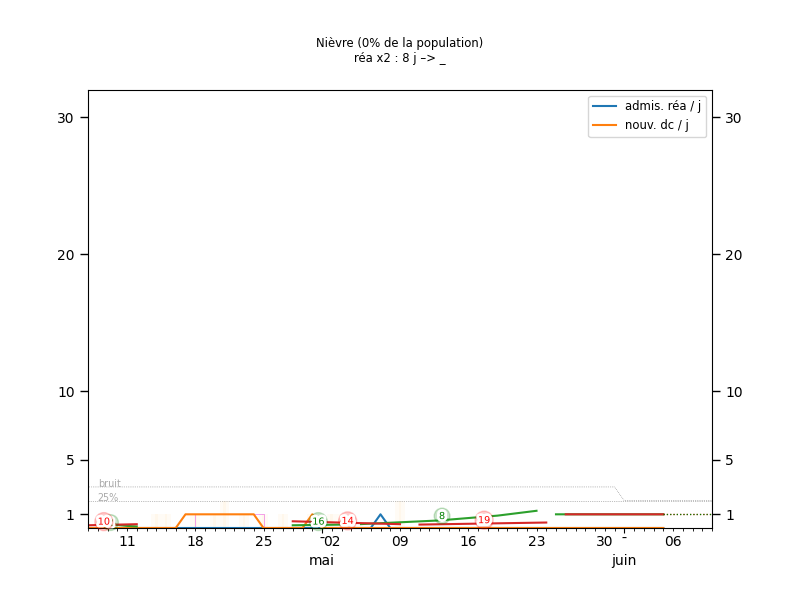 Nièvre (0% de la population)
réa x2 : 8 j –> _
admis. réa / j
nouv. dc / j
30 30
20 20
10 10
5 5
bruit
25%
1 1
10 16 14 8 19
11 18 25 02 09 16 23 30 06
mai juin